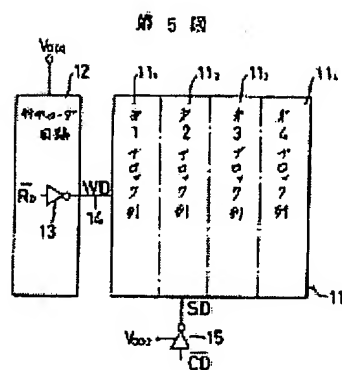 第 5 図
12
11₁ 11₂ 11₃ 11₄
行デコーダ
回路
第1ブロック列
第2ブロック列
第3ブロック列
第4ブロック列
R̅ᴅ
WD
13
14
SD
11
15
C̅D̅